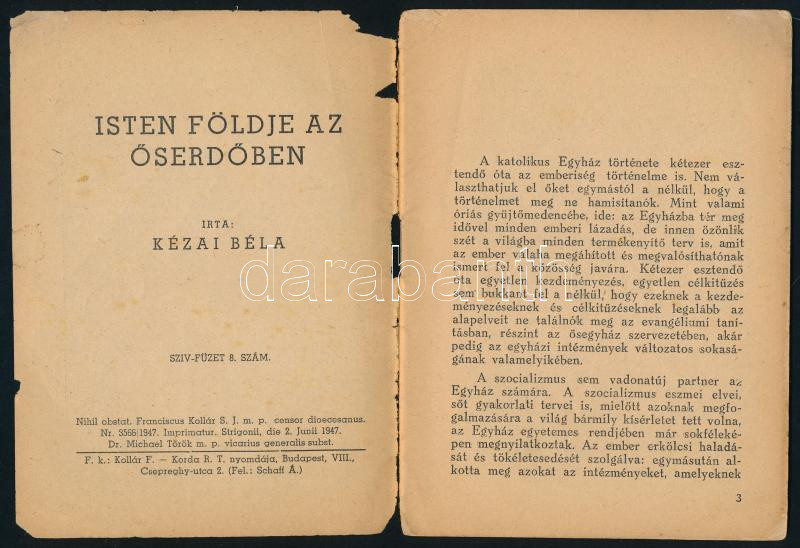 ISTEN FÖLDJE AZ
ŐSERDŐBEN
IRTA:
KÉZAI BÉLA
SZIV-FÜZET 8. SZÁM.
Nihil obstat. Franciscus Kollár S. J. m. p. censor dioecesanus.
Nr. 3566/1947. Imprimatur. Strigonii, die 2. Junii 1947.
Dr. Michael Török m. p. vicarius generalis subst.
F. k.: Kollár F. — Korda R. T. nyomdája, Budapest, VIII.,
Csepreghy-utca 2. (Fel.: Schaff Á.)
A katolikus Egyház története kétezer esz-
tendő óta az emberiség történelme is. Nem vá-
laszthatjuk el őket egymástól a nélkül, hogy a
történelmet meg ne hamisítanók. Mint valami
óriás gyüjtőmedencébe, ide: az Egyházba tér meg
idővel minden emberi lázadás, de innen özönlik
szét a világba minden termékenyítő terv is, amit
az ember valaha megáhított és megvalósíthatónak
ismert fel a közösség javára. Kétezer esztendő
óta egyetlen kezdeményezés, egyetlen célkitűzés
sem bukkant fel a nélkül, hogy ezeknek a kezde-
ményezéseknek és célkitűzéseknek legalább az
alapelveit ne találnók meg az evangéliumi taní-
tásban, részint az ősegyház szervezetében, akár
pedig az egyházi intézmények változatos sokasá-
gának valamelyikében.
A szocializmus sem vadonatúj partner az
Egyház számára. A szocializmus eszmei elvei,
sőt gyakorlati tervei is, mielőtt azoknak megfo-
galmazására a világ bármily kísérletet tett volna,
az Egyház egyetemes rendjében már sokféleké-
pen megnyilatkoztak. Az ember erkölcsi haladá-
sát és tökéletesedését szolgálva: egymásután al-
kotta meg azokat az intézményeket, amelyeknek
3
darabanth